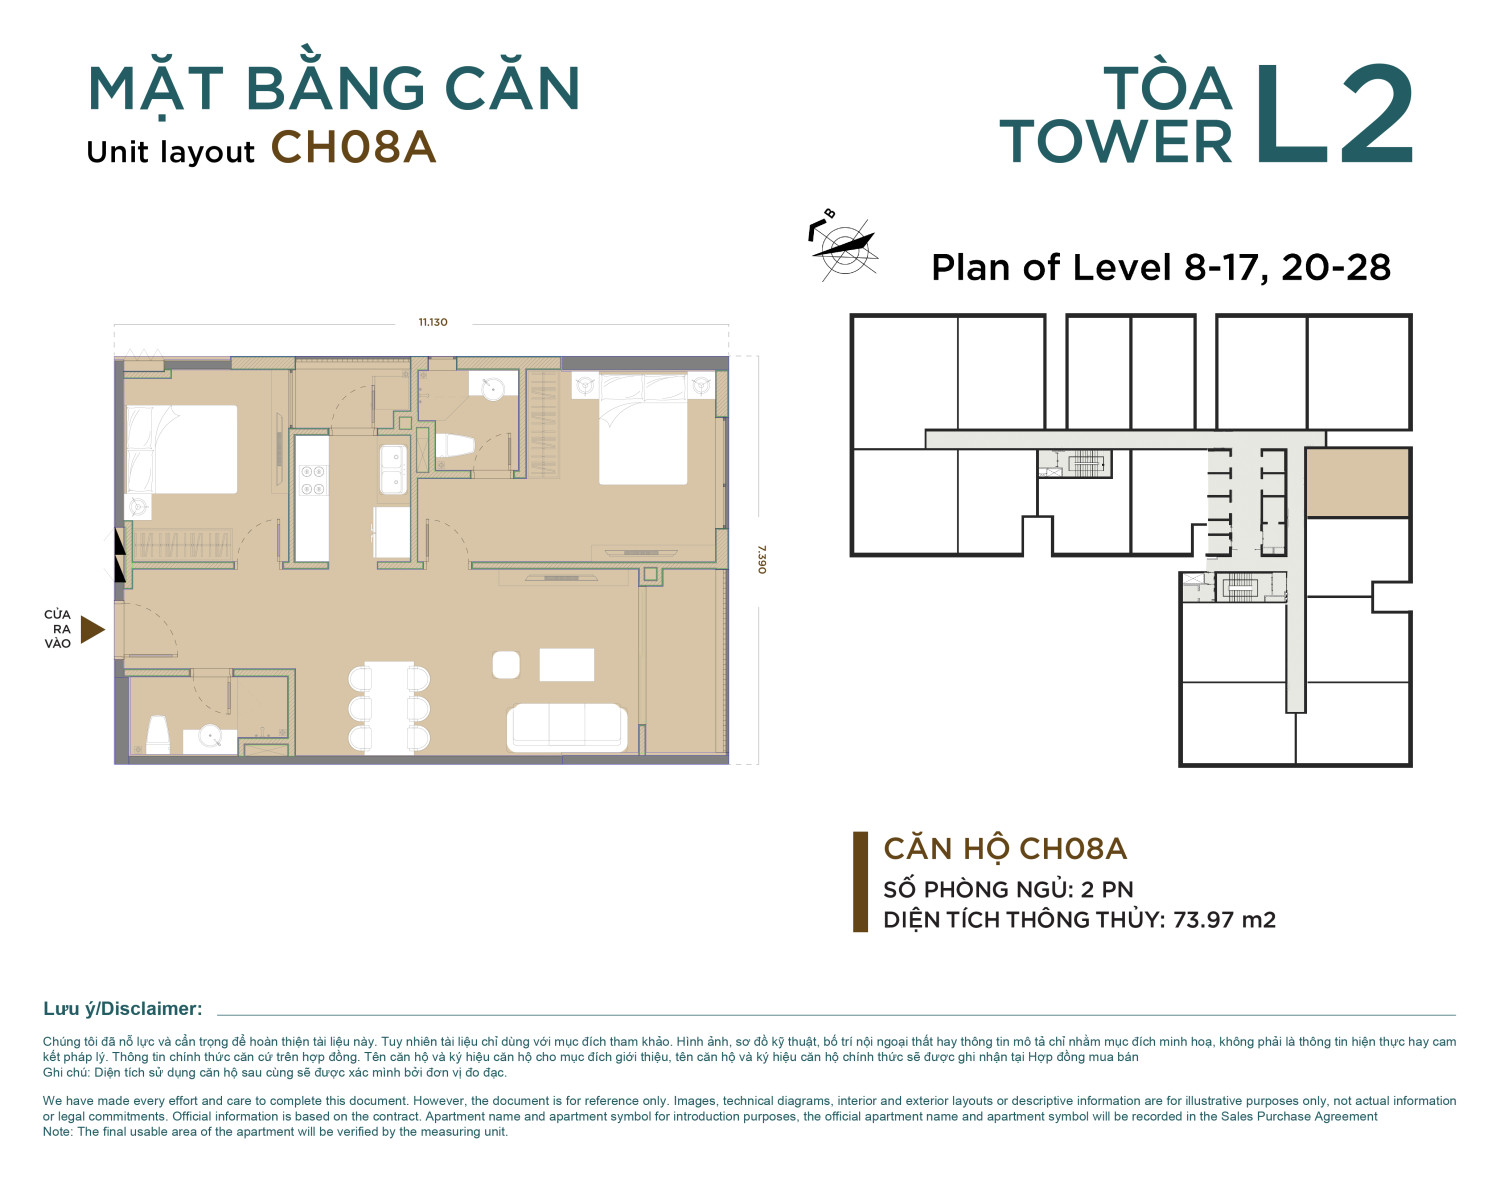 MẶT BẰNG CĂN
Unit layout CH08A
TÒA
TOWER
L2
B
Plan of Level 8-17, 20-28
11.130
7.390
CỬA
RA
VÀO
CĂN HỘ CH08A
SỐ PHÒNG NGỦ: 2 PN
DIỆN TÍCH THÔNG THỦY: 73.97 m2
Lưu ý/Disclaimer:
Chúng tôi đã nỗ lực và cẩn trọng để hoàn thiện tài liệu này. Tuy nhiên tài liệu chỉ dùng với mục đích tham khảo. Hình ảnh, sơ đồ kỹ thuật, bố trí nội ngoại thất hay thông tin mô tả chỉ nhằm mục đích minh hoạ, không phải là thông tin hiện thực hay cam
kết pháp lý. Thông tin chính thức căn cứ trên hợp đồng. Tên căn hộ và ký hiệu căn hộ cho mục đích giới thiệu, tên căn hộ và ký hiệu căn hộ chính thức sẽ được ghi nhận tại Hợp đồng mua bán
Ghi chú: Diện tích sử dụng căn hộ sau cùng sẽ được xác minh bởi đơn vị đo đạc.
We have made every effort and care to complete this document. However, the document is for reference only. Images, technical diagrams, interior and exterior layouts or descriptive information are for illustrative purposes only, not actual information
or legal commitments. Official information is based on the contract. Apartment name and apartment symbol for introduction purposes, the official apartment name and apartment symbol will be recorded in the Sales Purchase Agreement
Note: The final usable area of the apartment will be verified by the measuring unit.